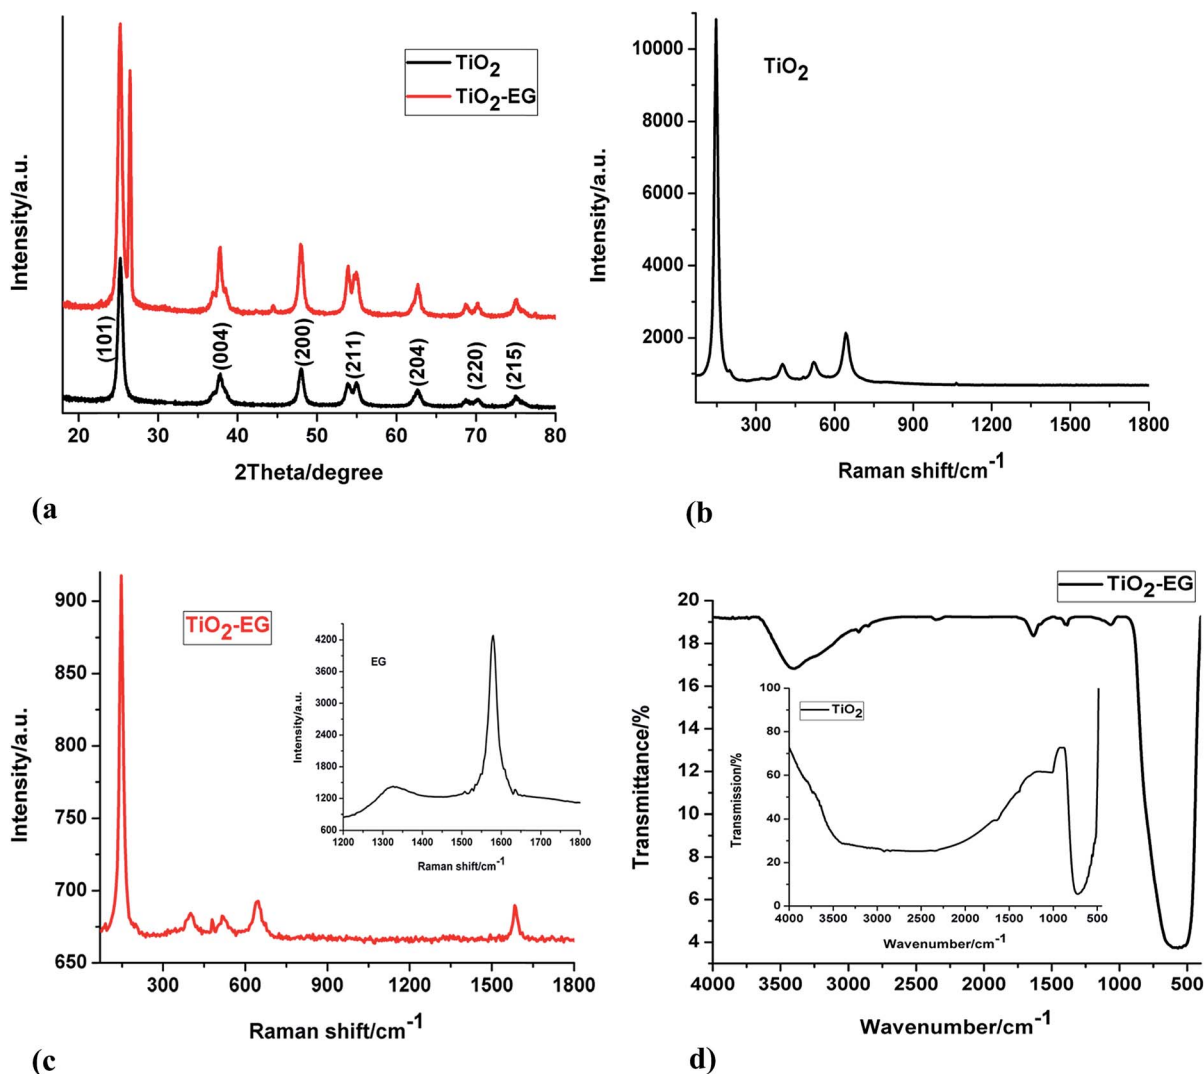 TiO2
TiO2-EG
Intensity/a.u.
(101)
(004)
(200)
(211)
(204)
(220)
(215)
20 30 40 50 60 70 80
2Theta/degree
(a
TiO2
10000
8000
6000
4000
2000
Intensity/a.u.
300 600 900 1200 1500 1800
Raman shift/cm-1
(b
TiO2-EG
900
850
800
750
700
650
Intensity/a.u.
300 600 900 1200 1500 1800
Raman shift/cm-1
EG
4200
3600
3000
2400
1800
1200
600
Intensity/a.u.
1200 1300 1400 1500 1600 1700 1800
Raman shift/cm-1
(c
TiO2-EG
20
18
16
14
12
10
8
6
4
Transmittance/%
4000 3500 3000 2500 2000 1500 1000 500
Wavenumber/cm-1
TiO2
100
80
60
40
20
0
Transmission/%
4000 3500 3000 2500 2000 1500 1000 500
Wavenumber/cm-1
d)